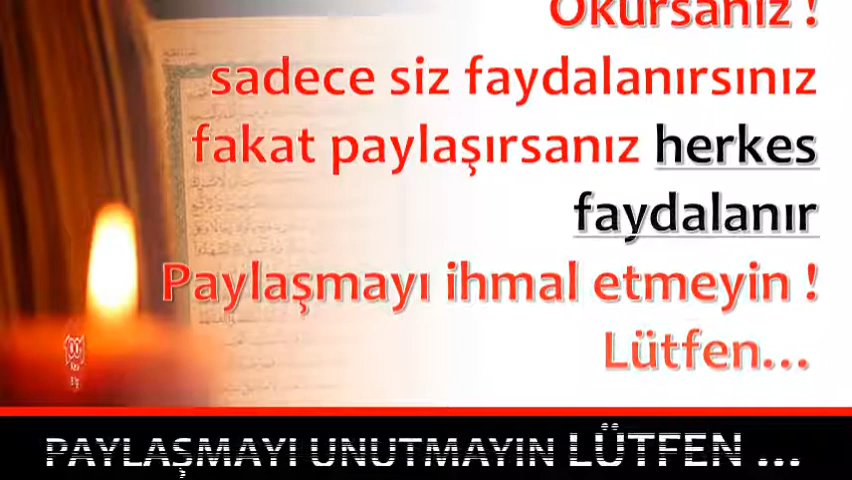 Okursanız !
sadece siz faydalanırsınız
fakat paylaşırsanız herkes
faydalanır
Paylaşmayı ihmal etmeyin !
Lütfen...
PAYLAŞMAYI UNUTMAYIN LÜTFEN ...